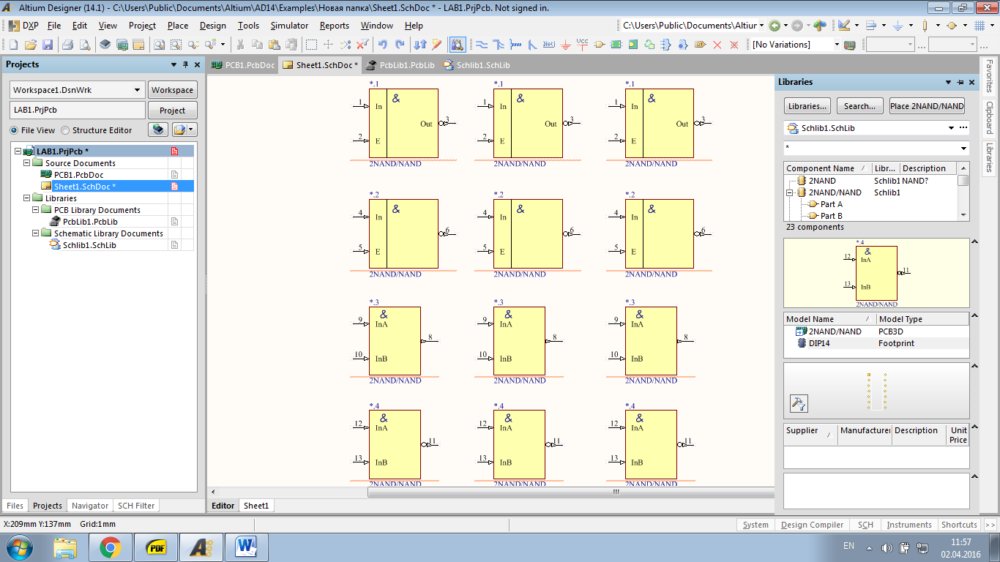 Altium Designer (14.1) - C:\Users\Public\Documents\Altium\AD14\Examples\Новая папка\Sheet1.SchDoc * - LAB1.PrjPcb. Not signed in.
DXP File Edit View Project Place Design Tools Simulator Reports Window Help C:\Users\Public\Documents\Altiur
Net Vcc [No Variations]
Projects
Workspace1.DsnWrk Workspace
LAB1.PrjPcb Project
File View Structure Editor
LAB1.PrjPcb *
Source Documents
PCB1.PcbDoc
Sheet1.SchDoc *
Libraries
PCB Library Documents
PcbLib1.PcbLib
Schematic Library Documents
Schlib1.SchLib
Files Projects Navigator SCH Filter
PCB1.PcbDoc Sheet1.SchDoc * PcbLib1.PcbLib Schlib1.SchLib
*.1 *.1 *.1
& & &
1 In 1 In 1 In
Out 3 Out 3 Out 3
2 E 2 E 2 E
2NAND/NAND 2NAND/NAND 2NAND/NAND
*.2 *.2 *.2
& & &
4 In 4 In 4 In
6 6 6
5 E 5 E 5 E
2NAND/NAND 2NAND/NAND 2NAND/NAND
*.3 *.3 *.3
& & &
9 InA 9 InA 9 InA
8 8 8
10 InB 10 InB 10 InB
2NAND/NAND 2NAND/NAND 2NAND/NAND
*.4 *.4 *.4
& & &
12 InA 12 InA 12 InA
11 11 11
13 InB 13 InB 13 InB
2NAND/NAND 2NAND/NAND 2NAND/NAND
Editor Sheet1
Libraries
Libraries... Search... Place 2NAND/NAND
Schlib1.SchLib
*
Component Name Libr... Description
2NAND Schlib1 NAND?
2NAND/NAND Schlib1
Part A
Part B
23 components
*.4
&
12 InA
11
13 InB
2NAND/NAND
Model Name Model Type
2NAND/NAND PCB3D
DIP14 Footprint
Supplier Manufacturer Description Unit Price
Favorites
Clipboard
Libraries
X:209mm Y:137mm Grid:1mm
System Design Compiler SCH Instruments Shortcuts >>
PDF
EN
11:57
02.04.2016